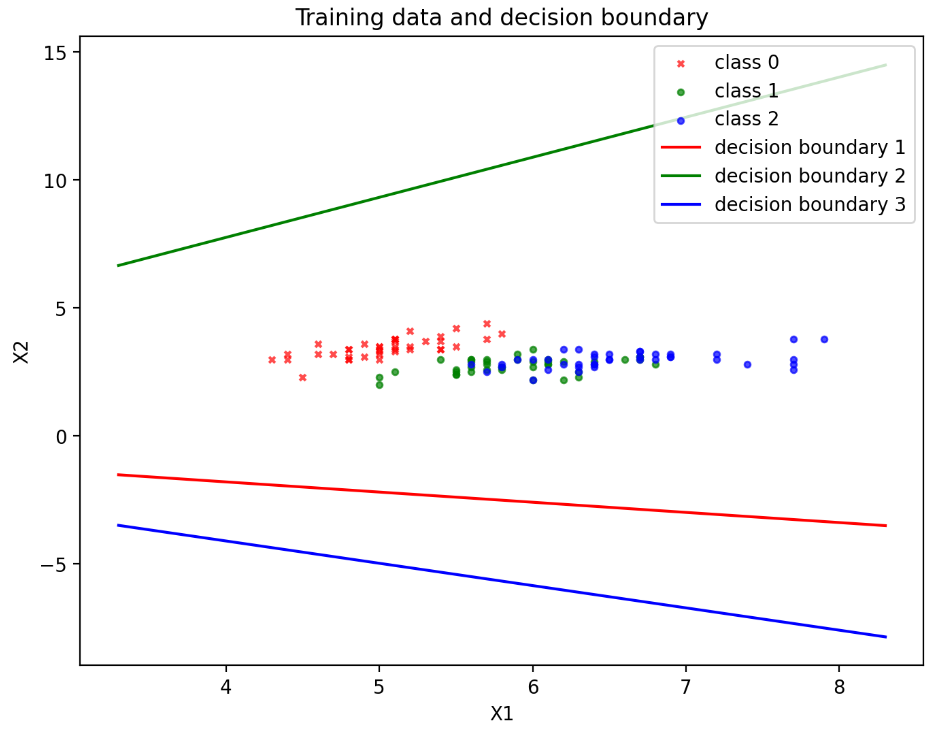 Training data and decision boundary
15
10
5
0
−5
X2
class 0
class 1
class 2
decision boundary 1
decision boundary 2
decision boundary 3
4 5 6 7 8
X1